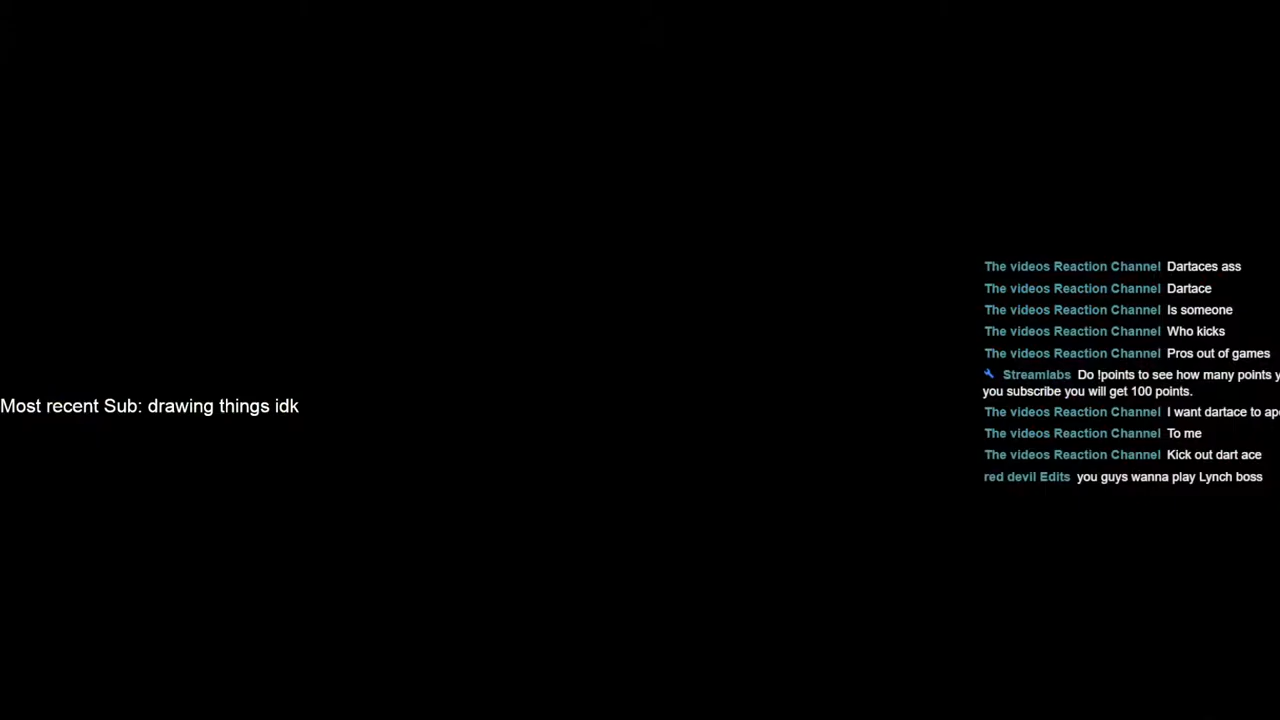 The videos Reaction Channel Dartaces ass
The videos Reaction Channel Dartace
The videos Reaction Channel Is someone
The videos Reaction Channel Who kicks
The videos Reaction Channel Pros out of games
Streamlabs Do !points to see how many points
you subscribe you will get 100 points.
Most recent Sub: drawing things idk
The videos Reaction Channel I want dartace to
The videos Reaction Channel To me
The videos Reaction Channel Kick out dart ace
red devil Edits you guys wanna play Lynch boss